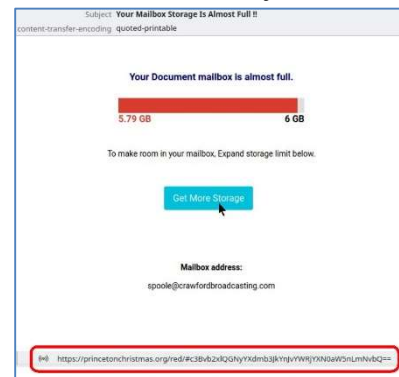 Subject Your Mailbox Storage Is Almost Full !!
content-transfer-encoding quoted-printable
Your Document mailbox is almost full.
5.79 GB 6 GB
To make room in your mailbox, Expand storage limit below.
Get More Storage
Mailbox address:
spoole@crawfordbroadcasting.com
https://princetonchristmas.org/red/#c3Bvb2xlQGNyYXdmb3JkYnJvYWRjYXN0aW5nLmNvbQ==